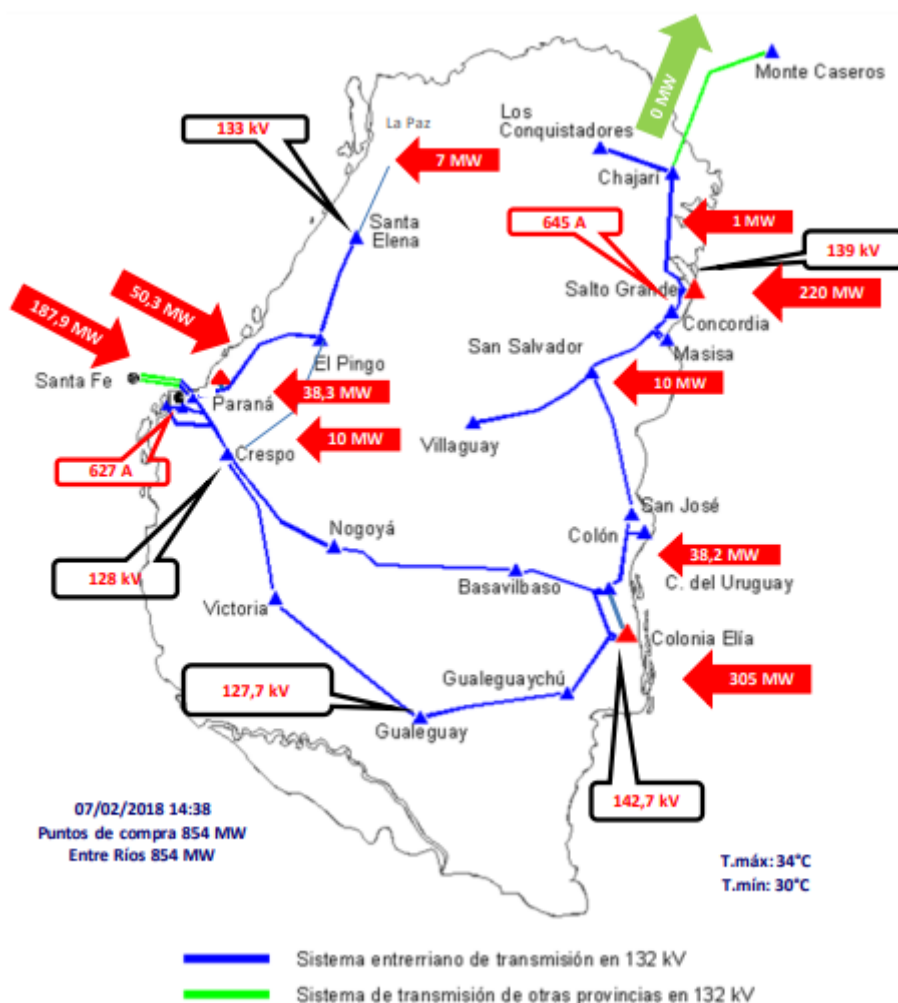 0 MW
Monte Caseros
Los
Conquistadores
133 kV
La Paz
7 MW
Chajari
Santa
Elena
645 A
1 MW
139 kV
50,3 MW
187,9 MW
Salto Grande
220 MW
Concordia
San Salvador
Masisa
El Pingo
Santa Fe
Paraná
38,3 MW
10 MW
Villaguay
10 MW
Crespo
627 A
San José
Nogoyá
Colón
38,2 MW
128 kV
Basavilbaso
C. del Uruguay
Victoria
Colonia Elía
Gualeguaychú
127,7 kV
305 MW
Gualeguay
142,7 kV
07/02/2018 14:38
Puntos de compra 854 MW
Entre Ríos 854 MW
T.máx: 34°C
T.mín: 30°C
Sistema entrerriano de transmisión en 132 kV
Sistema de transmisión de otras provincias en 132 kV